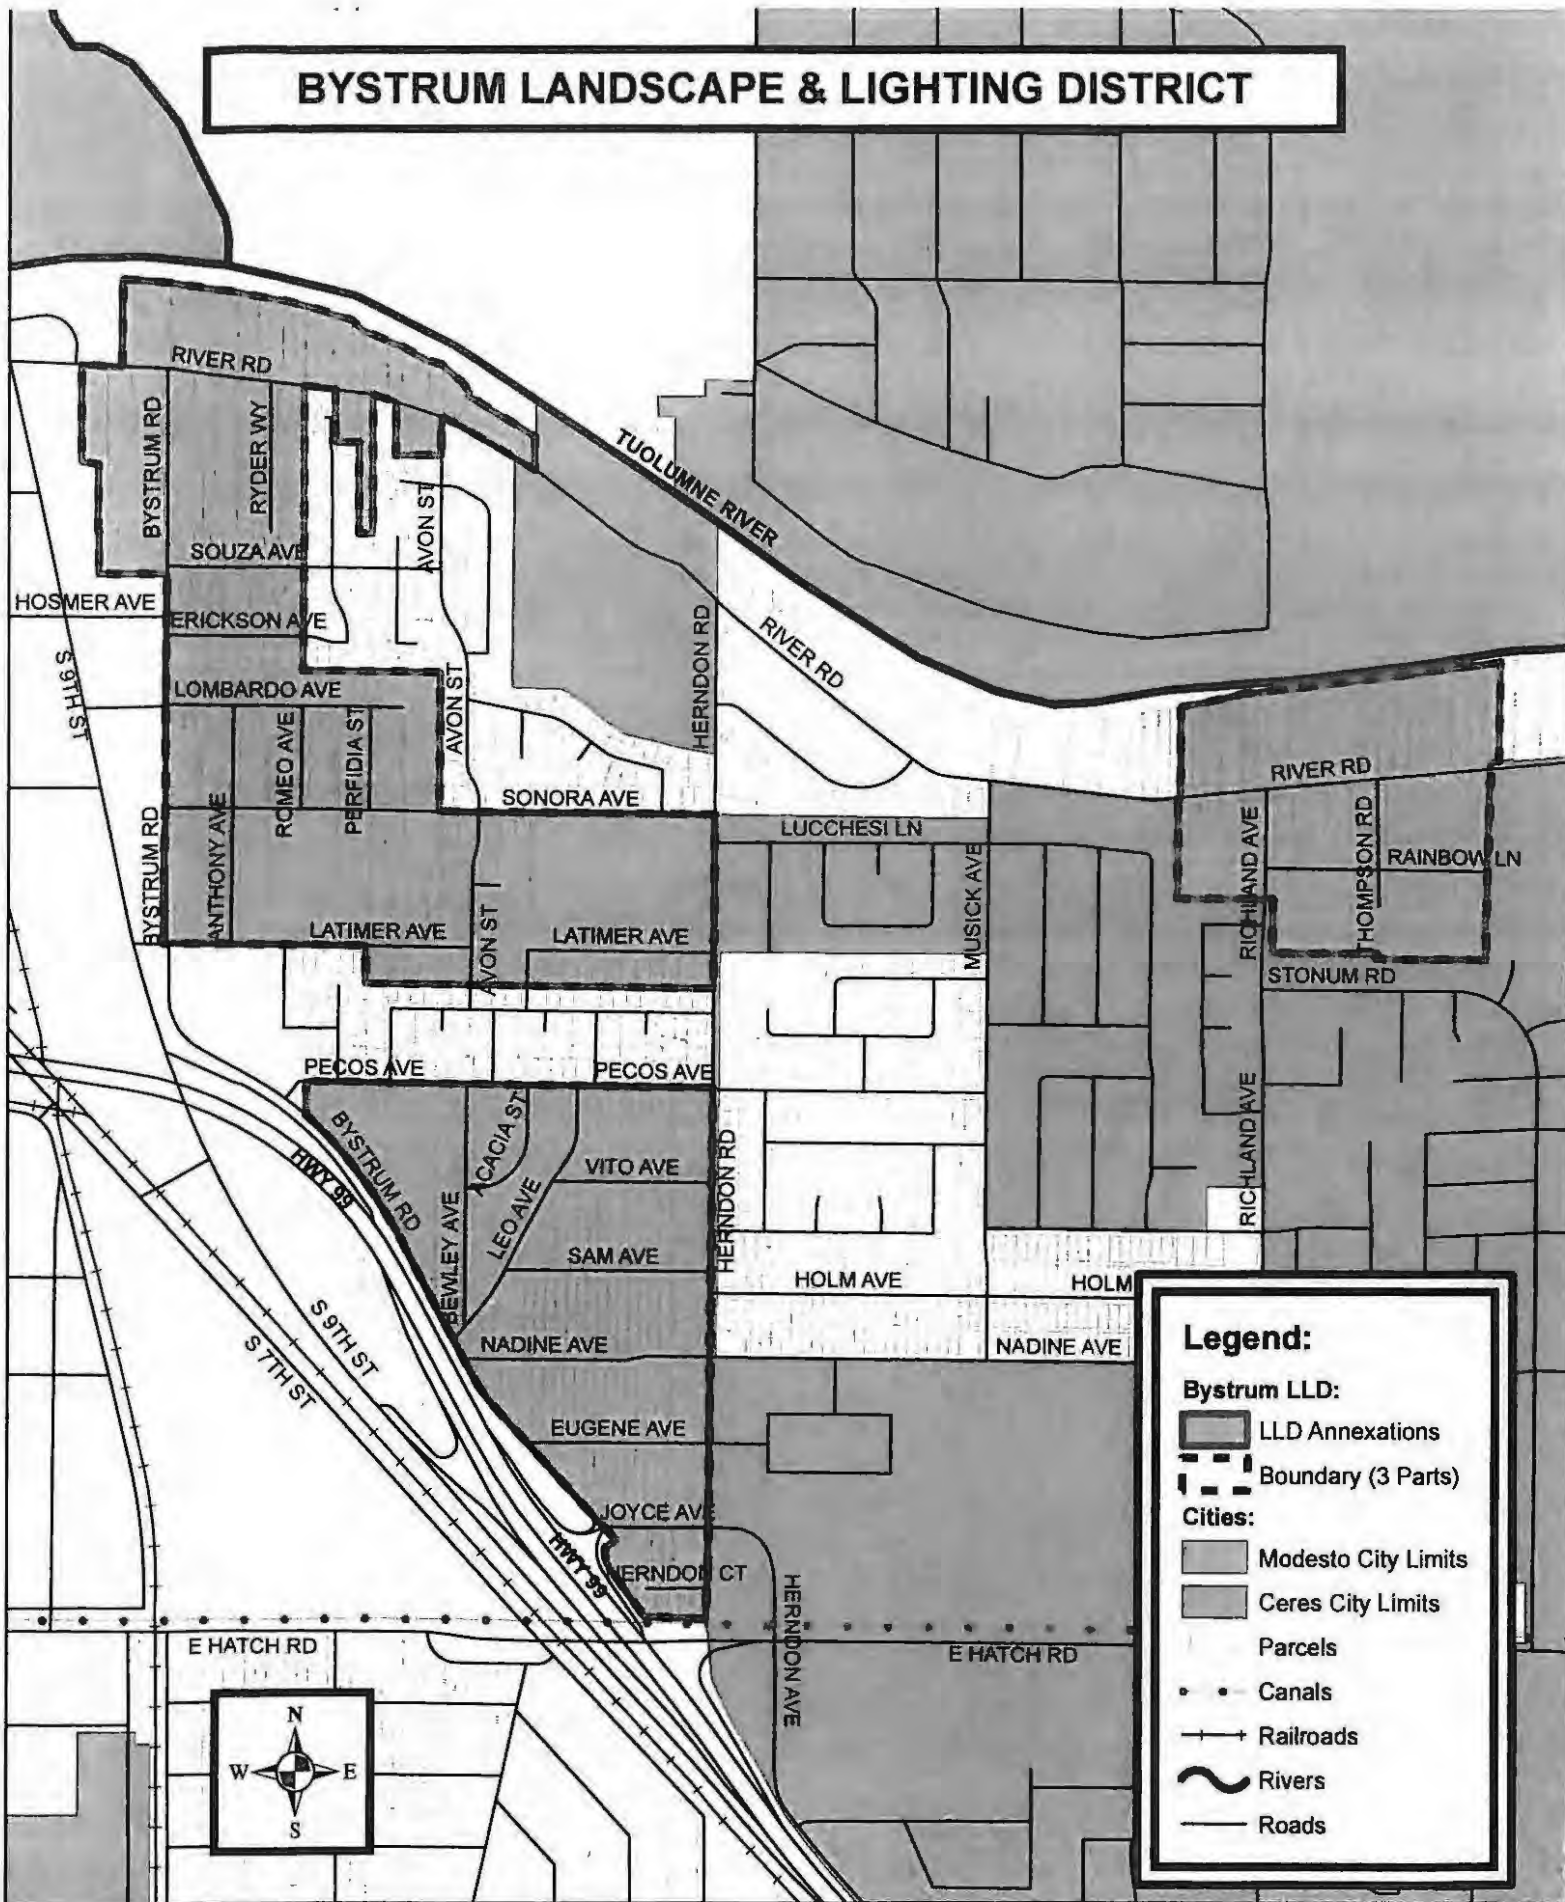 BYSTRUM LANDSCAPE & LIGHTING DISTRICT
RIVER RD
BYSTRUM RD
RYDER WY
AVON ST
TUOLUMNE RIVER
SOUZA AVE
HOSMER AVE
ERICKSON AVE
HERNDON RD
RIVER RD
S 9TH ST
LOMBARDO AVE
AVON ST
ROMEO AVE
PERFIDIA ST
SONORA AVE
RIVER RD
BYSTRUM RD
ANTHONY AVE
LUCCHESI LN
MUSICK AVE
RICHLAND AVE
THOMPSON RD
RAINBOW LN
LATIMER AVE
AVON ST
LATIMER AVE
STONUM RD
PECOS AVE
PECOS AVE
BYSTRUM RD
ACACIA ST
HWY 99
VITO AVE
HERNDON RD
RICHLAND AVE
BEWLEY AVE
LEO AVE
SAM AVE
HOLM AVE
HOLM
S 9TH ST
S 7TH ST
NADINE AVE
NADINE AVE
EUGENE AVE
JOYCE AVE
HWY 99
HERNDON CT
HERNDON AVE
E HATCH RD
E HATCH RD
N
W E
S
Legend:
Bystrum LLD:
LLD Annexations
Boundary (3 Parts)
Cities:
Modesto City Limits
Ceres City Limits
Parcels
Canals
Railroads
Rivers
Roads